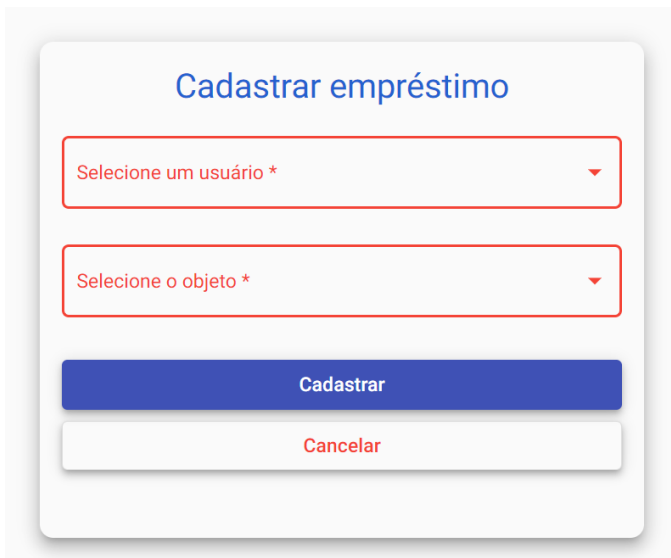 Cadastrar empréstimo
Selecione um usuário *
Selecione o objeto *
Cadastrar
Cancelar